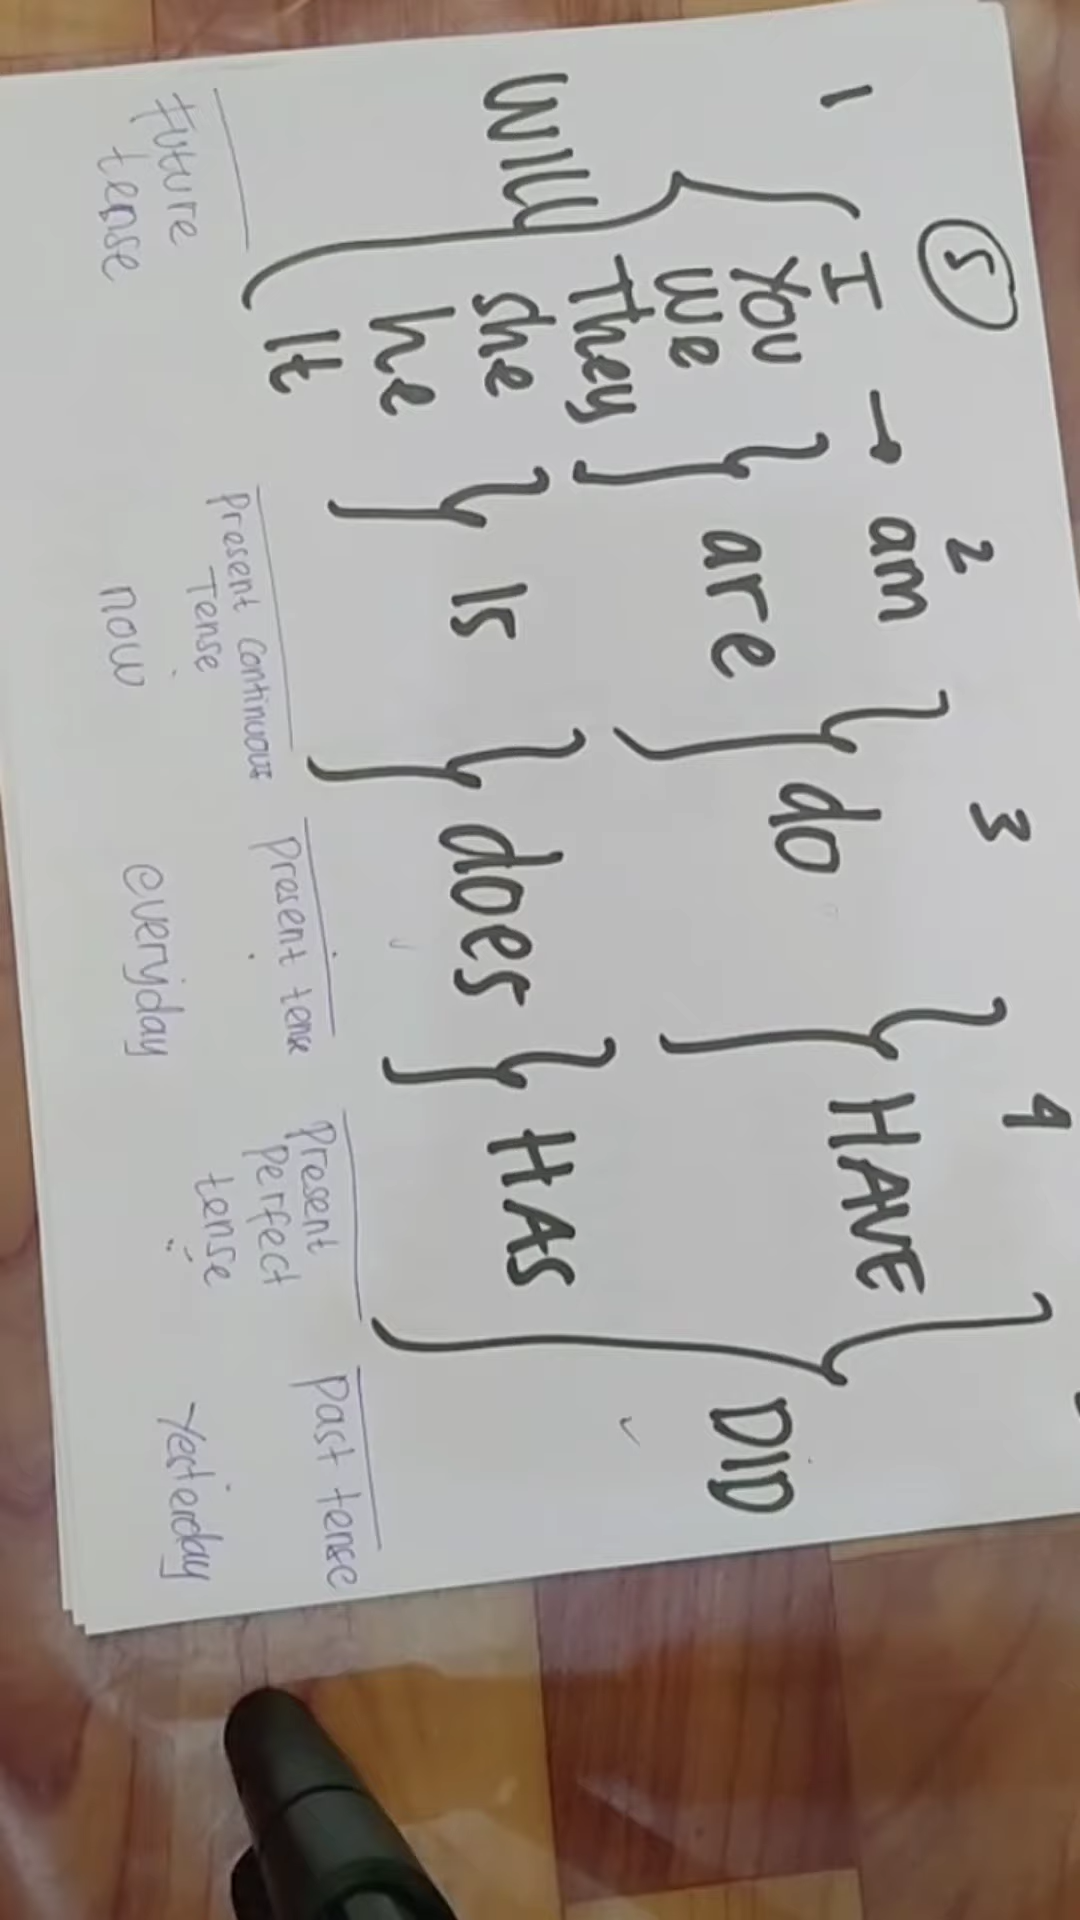 1 2 3 4
5
I → am
You
We are do HAVE
They
WILL DID
she
he Is does HAS
It
Future tense
Present Continuous Tense
now
Present tense
everyday
Present perfect tense
Past tense
Yesterday